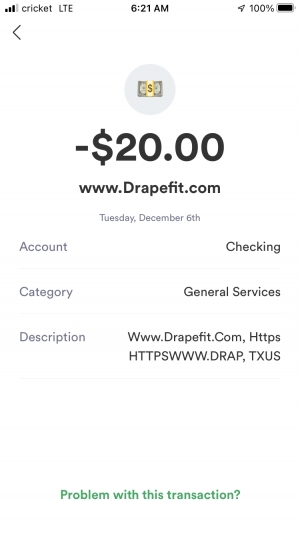 cricket LTE 6:21 AM 100%
$
-$20.00
www.Drapefit.com
Tuesday, December 6th
Account Checking
Category General Services
Description Www.Drapefit.Com, Https
HTTPSWWW.DRAP, TXUS
Problem with this transaction?